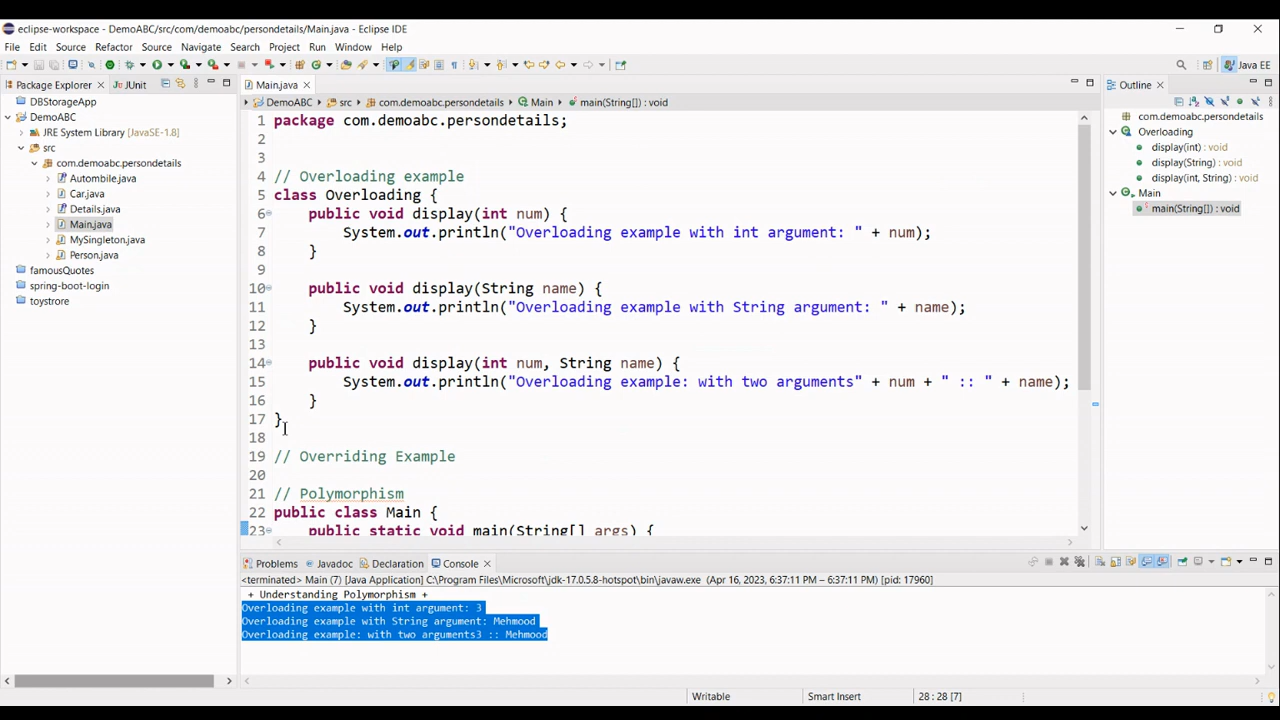 eclipse-workspace - DemoABC/src/com/demoabc/persondetails/Main.java - Eclipse IDE
File Edit Source Refactor Source Navigate Search Project Run Window Help
Java EE
Package Explorer JUnit
DBStorageApp
DemoABC
JRE System Library [JavaSE-1.8]
src
com.demoabc.persondetails
Autombile.java
Car.java
Details.java
Main.java
MySingleton.java
Person.java
famousQuotes
spring-boot-login
toystore
Main.java
DemoABC src com.demoabc.persondetails Main main(String[]) : void
1 package com.demoabc.persondetails;
2
3
4 // Overloading example
5 class Overloading {
6 public void display(int num) {
7 System.out.println("Overloading example with int argument: " + num);
8 }
9
10 public void display(String name) {
11 System.out.println("Overloading example with String argument: " + name);
12 }
13
14 public void display(int num, String name) {
15 System.out.println("Overloading example: with two arguments" + num + " :: " + name);
16 }
17 }
18
19 // Overriding Example
20
21 // Polymorphism
22 public class Main {
23 public static void main(String[] args) {
Outline
com.demoabc.persondetails
Overloading
display(int) : void
display(String) : void
display(int, String) : void
Main
main(String[]) : void
Problems Javadoc Declaration Console
<terminated> Main (7) [Java Application] C:\Program Files\Microsoft\jdk-17.0.5.8-hotspot\bin\javaw.exe (Apr 16, 2023, 6:37:11 PM – 6:37:11 PM) [pid: 17960]
+ Understanding Polymorphism +
Overloading example with int argument: 3
Overloading example with String argument: Mehmood
Overloading example: with two arguments3 :: Mehmood
Writable Smart Insert 28 : 28 [7]